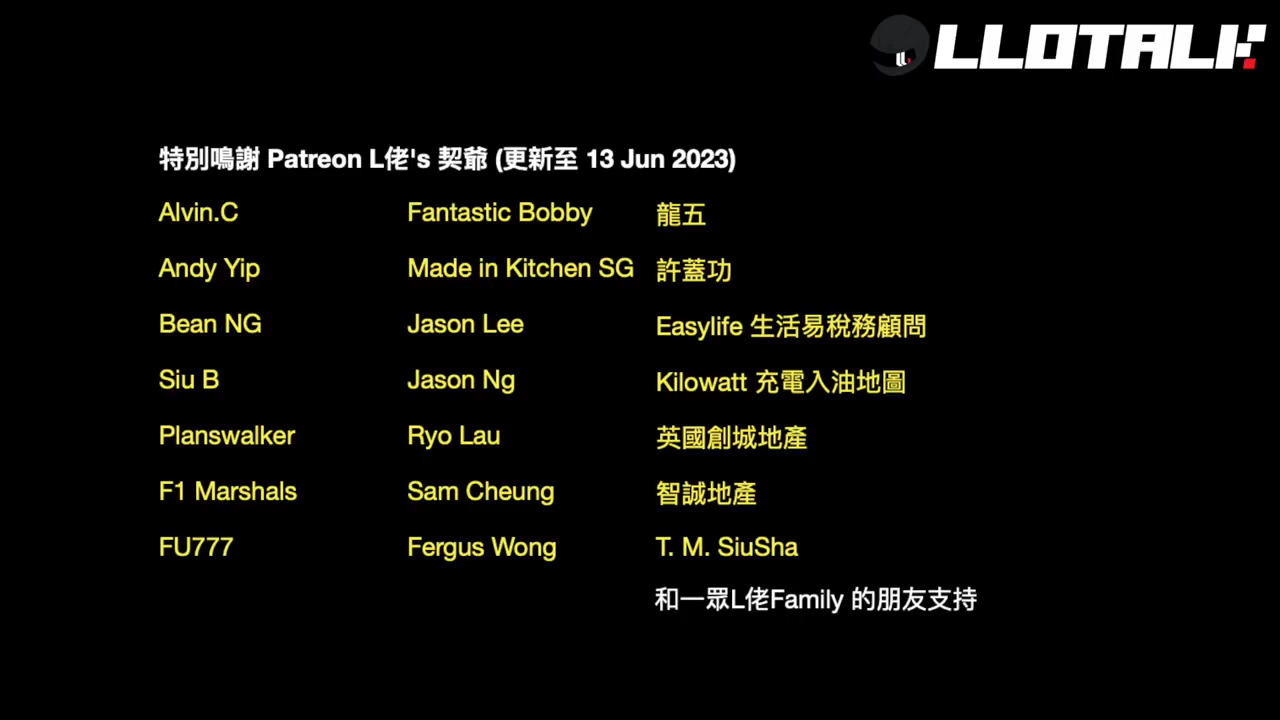 LLOTALK
特別鳴謝 Patreon L佬's 契爺 (更新至 13 Jun 2023)
Alvin.C Fantastic Bobby 龍五
Andy Yip Made in Kitchen SG 許蓋功
Bean NG Jason Lee Easylife 生活易稅務顧問
Siu B Jason Ng Kilowatt 充電入油地圖
Planswalker Ryo Lau 英國創城地產
F1 Marshals Sam Cheung 智誠地產
FU777 Fergus Wong T. M. SiuSha
和一眾L佬Family 的朋友支持